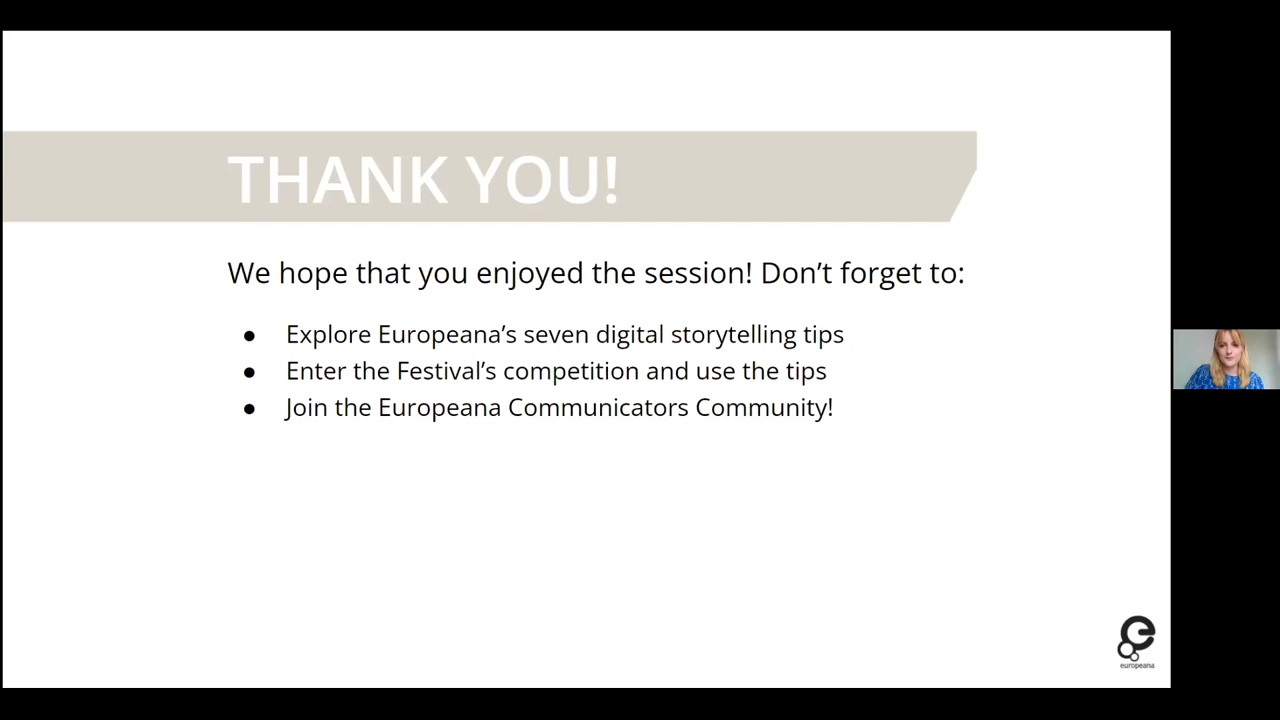 THANK YOU!
We hope that you enjoyed the session! Don’t forget to:
● Explore Europeana’s seven digital storytelling tips
● Enter the Festival’s competition and use the tips
● Join the Europeana Communicators Community!
europeana